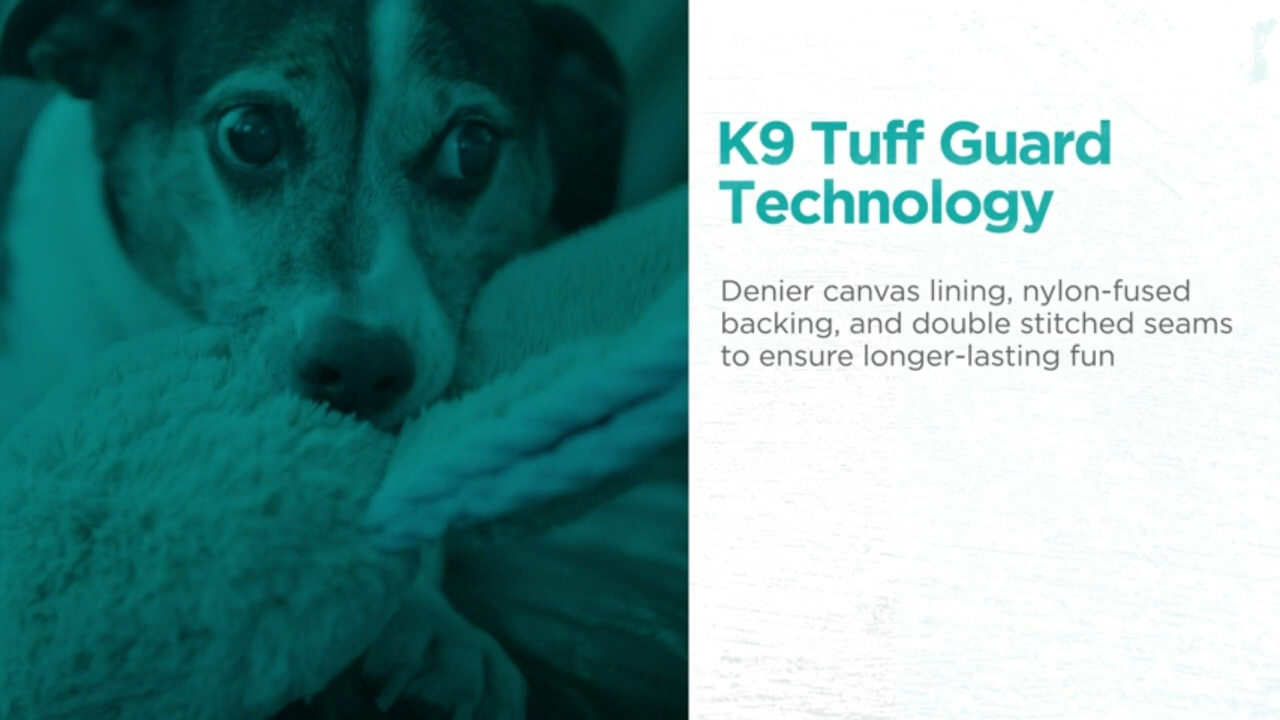 K9 Tuff Guard
Technology
Denier canvas lining, nylon-fused
backing, and double stitched seams
to ensure longer-lasting fun